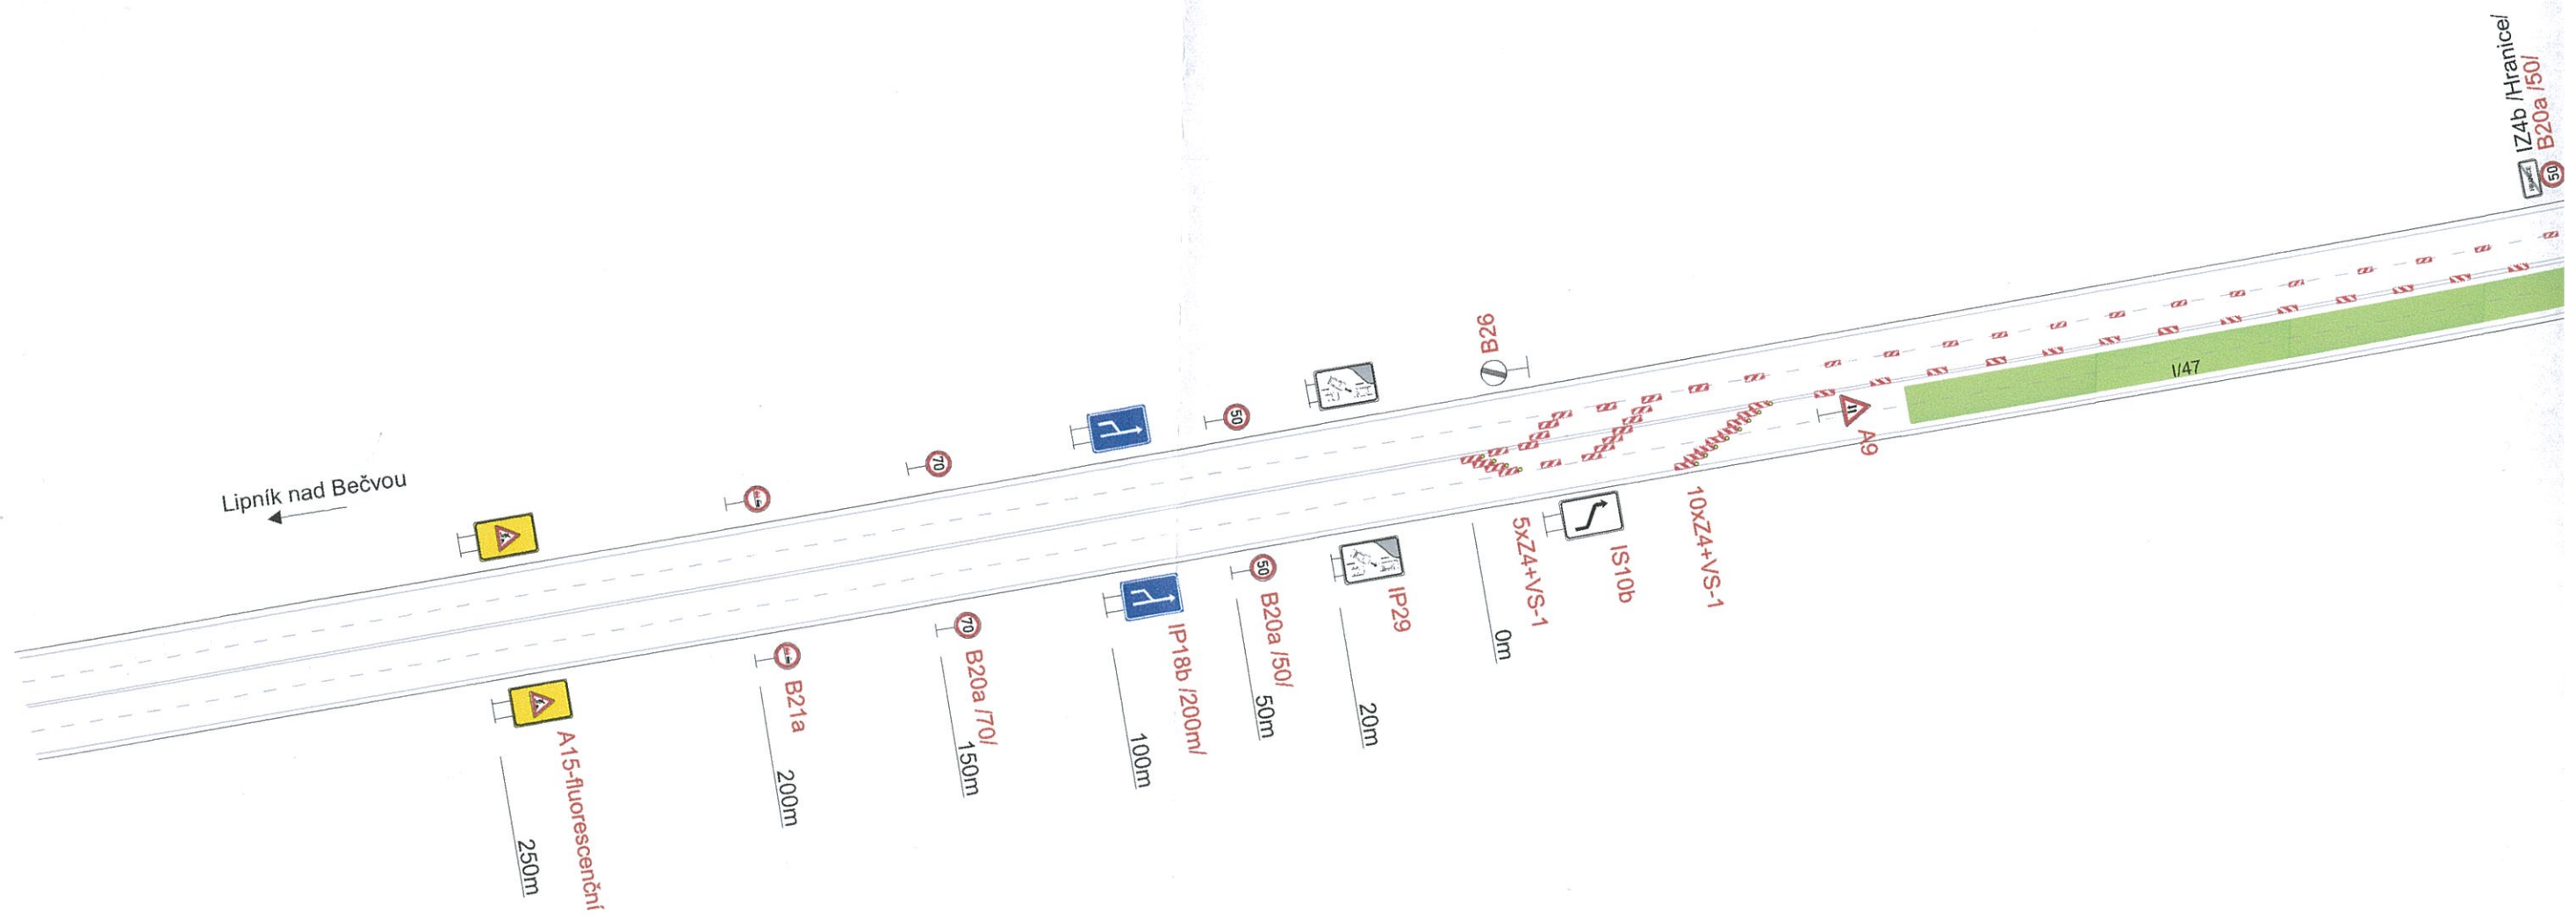 IZ4b /Hranice/
B20a /50/
50
I/47
B26
A9
50
70
Lipník nad Bečvou
10xZ4+VS-1
IS10b
5xZ4+VS-1
0m
IP29
20m
50
B20a /50/
50m
IP18b /200m/
100m
70
B20a /70/
150m
B21a
200m
A15-fluorescenční
250m